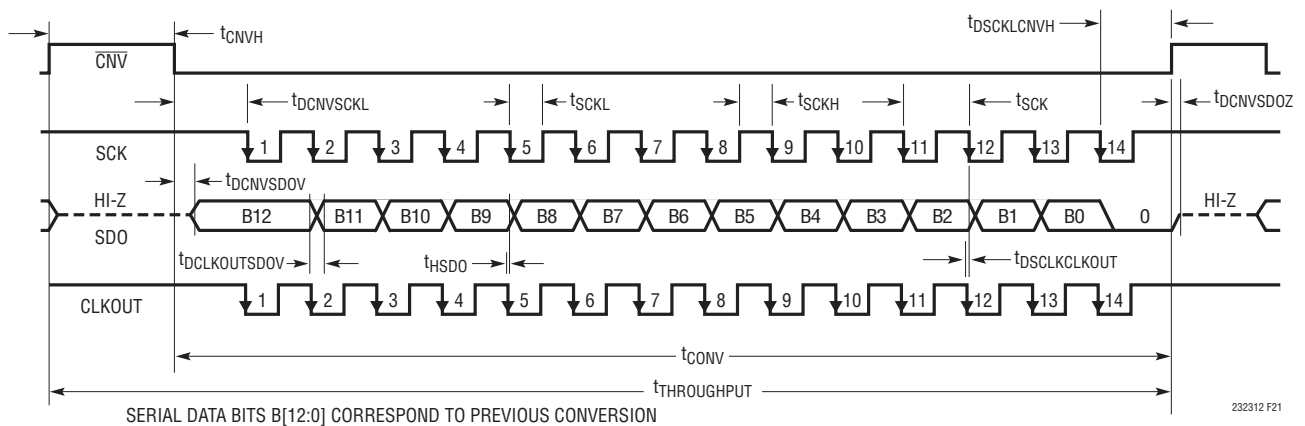 tCNVH
tDSCKLCNVH
CNV
tDCNVSCKL
tSCKL
tSCKH
tSCK
tDCNVSDOZ
1 2 3 4 5 6 7 8 9 10 11 12 13 14
SCK
tDCNVSDOV
HI-Z
B12 B11 B10 B9 B8 B7 B6 B5 B4 B3 B2 B1 B0 0
HI-Z
SDO
tDCLKOUTSDOV
tHSDO
tDSCLKCLKOUT
1 2 3 4 5 6 7 8 9 10 11 12 13 14
CLKOUT
tCONV
tTHROUGHPUT
SERIAL DATA BITS B[12:0] CORRESPOND TO PREVIOUS CONVERSION
232312 F21